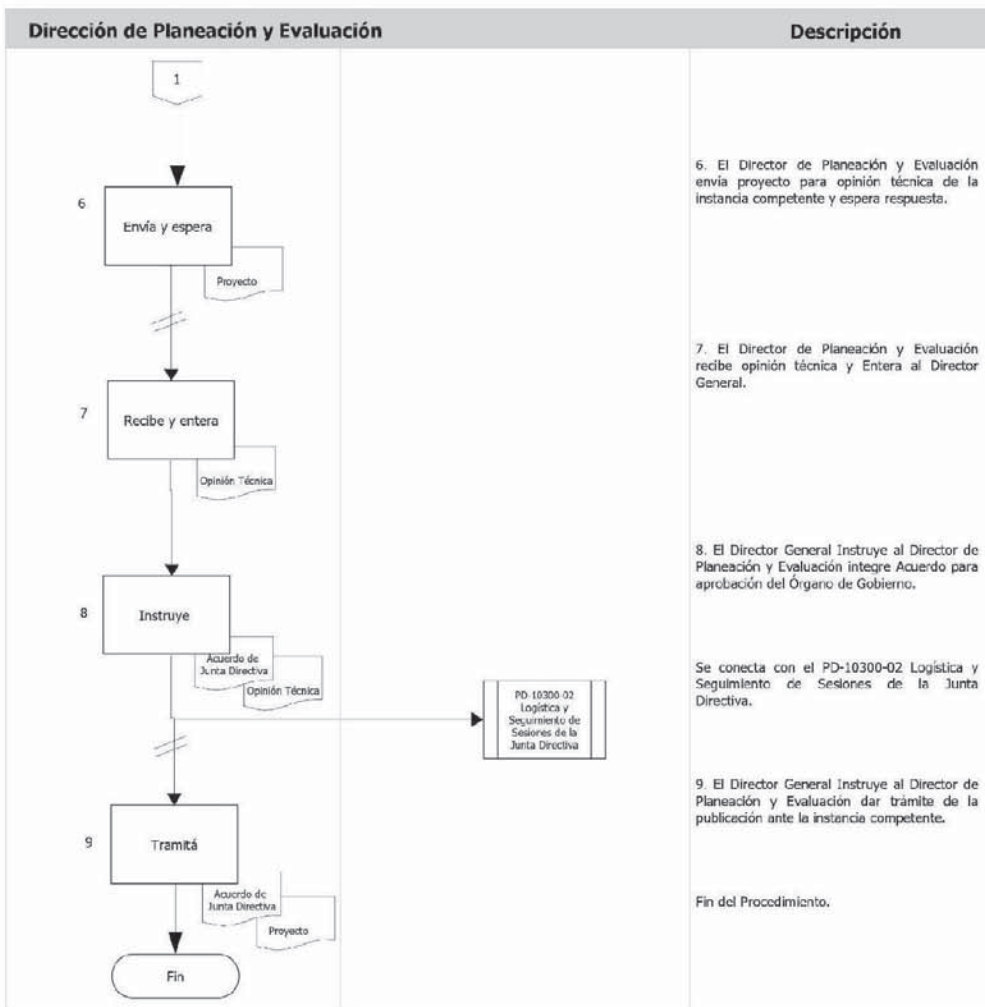 Dirección de Planeación y Evaluación
Descripción
1
6
Envía y espera
Proyecto
6. El Director de Planeación y Evaluación
envía proyecto para opinión técnica de la
instancia competente y espera respuesta.
7
Recibe y entera
Opinión Técnica
7. El Director de Planeación y Evaluación
recibe opinión técnica y Entera al Director
General.
8
Instruye
Acuerdo de
Junta Directiva
Opinión Técnica
8. El Director General Instruye al Director de
Planeación y Evaluación integre Acuerdo para
aprobación del Órgano de Gobierno.
PD-10300-02
Logística y
Seguimiento de
Sesiones de la
Junta Directiva
Se conecta con el PD-10300-02 Logística y
Seguimiento de Sesiones de la Junta
Directiva.
9
Tramitá
Acuerdo de
Junta Directiva
Proyecto
9. El Director General Instruye al Director de
Planeación y Evaluación dar trámite de la
publicación ante la instancia competente.
Fin
Fin del Procedimiento.